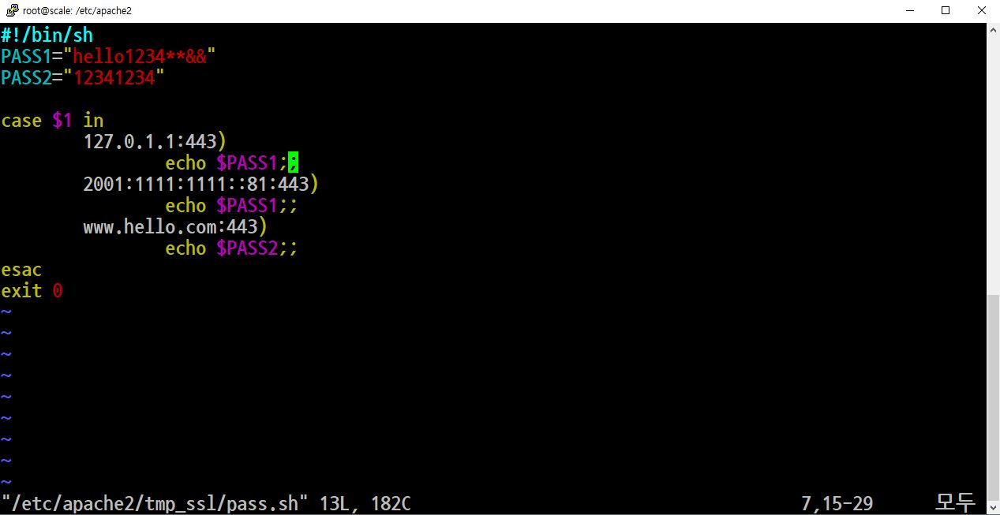 root@scale: /etc/apache2
#!/bin/sh
PASS1="hello1234**&&"
PASS2="12341234"
case $1 in
127.0.1.1:443)
echo $PASS1;;
2001:1111:1111::81:443)
echo $PASS1;;
www.hello.com:443)
echo $PASS2;;
esac
exit 0
~
~
~
~
~
~
~
~
~
"/etc/apache2/tmp_ssl/pass.sh" 13L, 182C 7,15-29 모두